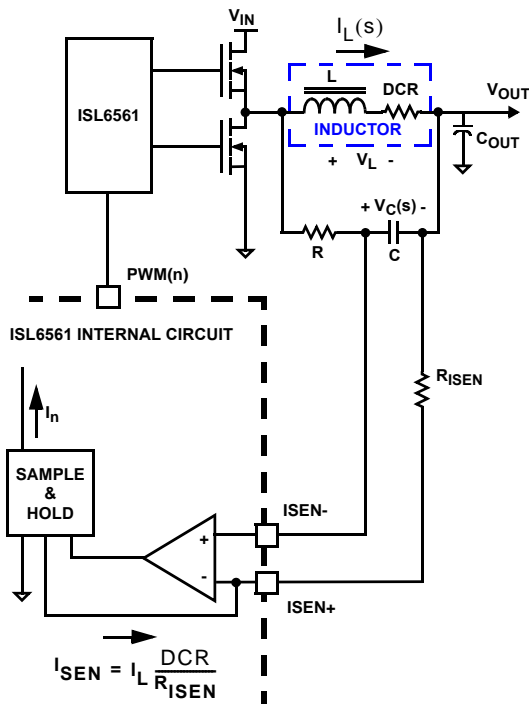 V_IN
I_L(s)
ISL6561
L
DCR
V_OUT
INDUCTOR
C_OUT
+ V_L -
+ V_C(s) -
R
C
PWM(n)
ISL6561 INTERNAL CIRCUIT
R_ISEN
I_n
SAMPLE
&
HOLD
ISEN-
+
-
ISEN+
I_SEN = I_L DCR/R_ISEN